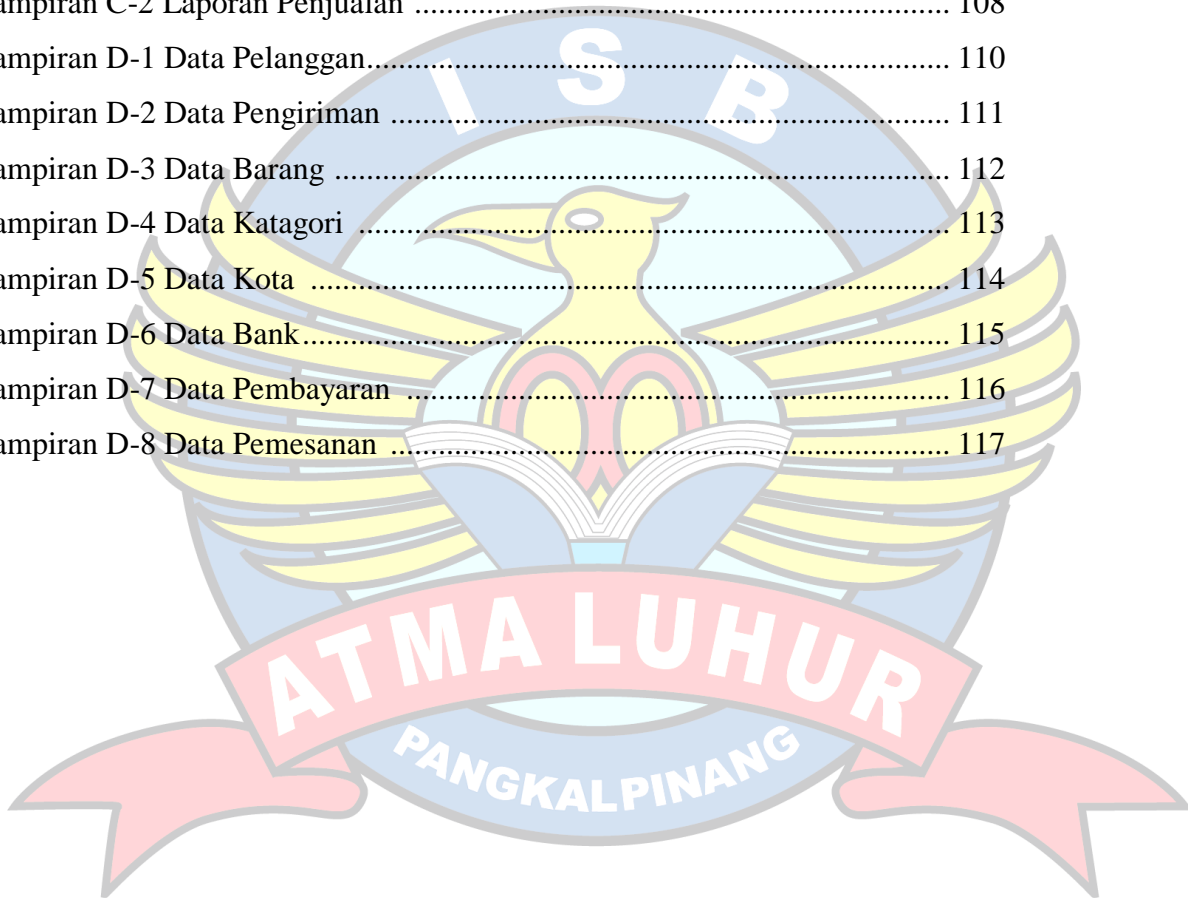 ampiran C-2 Laporan Penjualan ................................................................. 108
ampiran D-1 Data Pelanggan....................................................................... 110
ampiran D-2 Data Pengiriman .................................................................... 111
ampiran D-3 Data Barang ........................................................................... 112
ampiran D-4 Data Katagori ........................................................................ 113
ampiran D-5 Data Kota .............................................................................. 114
ampiran D-6 Data Bank............................................................................... 115
ampiran D-7 Data Pembayaran .................................................................. 116
ampiran D-8 Data Pemesanan .................................................................... 117
I S B
ATMA LUHUR
PANGKALPINANG